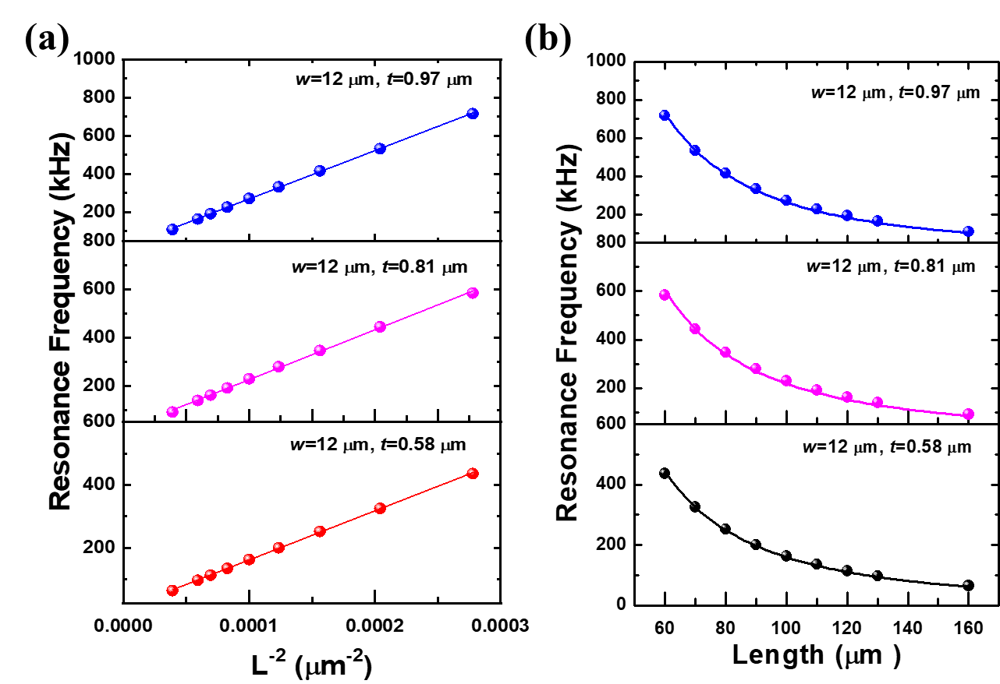 (a)
Resonance Frequency (kHz)
1000
800
600
400
200
800
600
400
200
600
400
200
w=12 μm, t=0.97 μm
w=12 μm, t=0.81 μm
w=12 μm, t=0.58 μm
0.0000 0.0001 0.0002 0.0003
L-2 (μm-2)
(b)
Resonance Frequency (kHz)
1000
800
600
400
200
800
600
400
200
600
400
200
0
w=12 μm, t=0.97 μm
w=12 μm, t=0.81 μm
w=12 μm, t=0.58 μm
60 80 100 120 140 160
Length (μm )